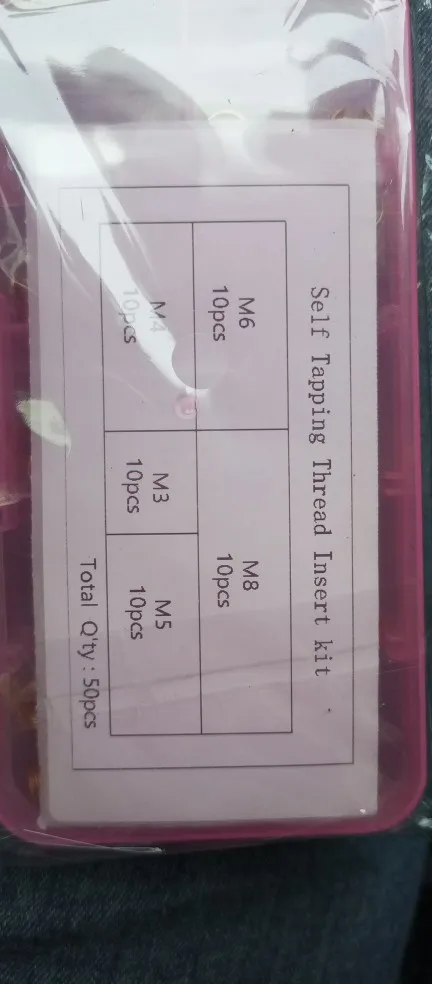 Self Tapping Thread Insert kit
M6
10pcs
M8
10pcs
M4
10pcs
M3
10pcs
M5
10pcs
Total Q'ty : 50pcs